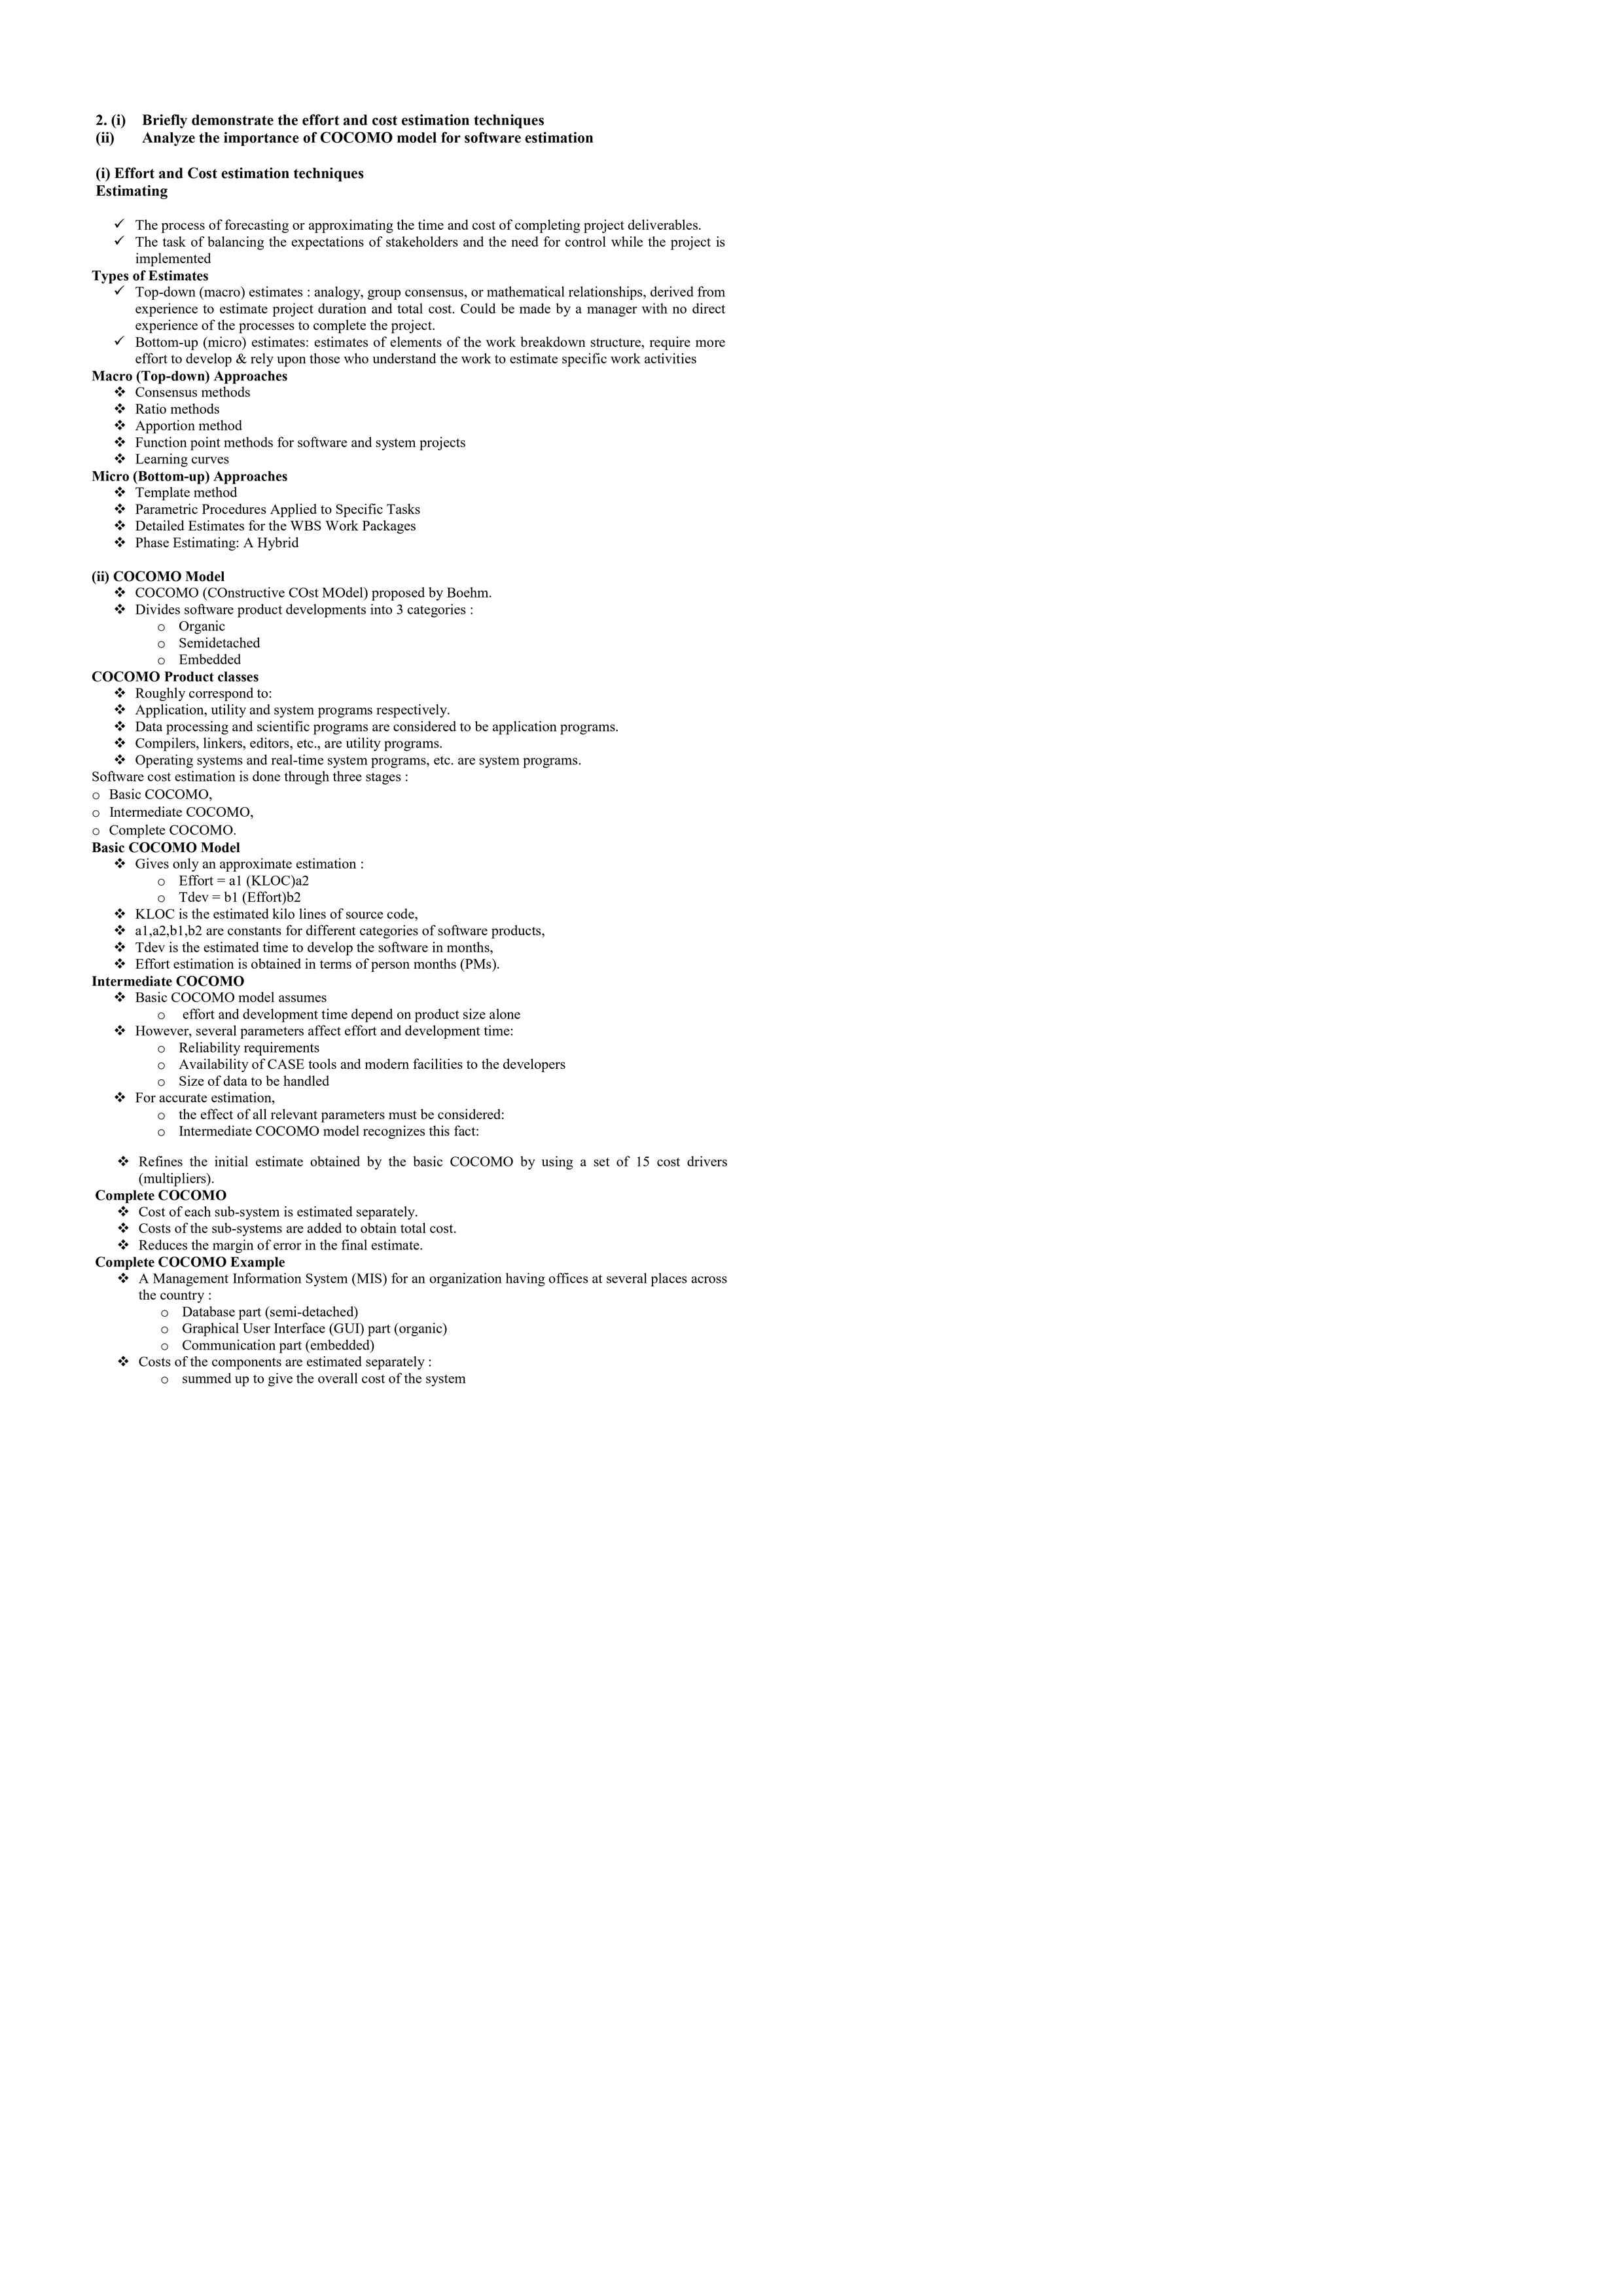 2. (i) Briefly demonstrate the effort and cost estimation techniques
(ii) Analyze the importance of COCOMO model for software estimation
(i) Effort and Cost estimation techniques
Estimating
✓ The process of forecasting or approximating the time and cost of completing project deliverables.
✓ The task of balancing the expectations of stakeholders and the need for control while the project is
implemented
Types of Estimates
✓ Top-down (macro) estimates : analogy, group consensus, or mathematical relationships, derived from
experience to estimate project duration and total cost. Could be made by a manager with no direct
experience of the processes to complete the project.
✓ Bottom-up (micro) estimates: estimates of elements of the work breakdown structure, require more
effort to develop & rely upon those who understand the work to estimate specific work activities
Macro (Top-down) Approaches
❖ Consensus methods
❖ Ratio methods
❖ Apportion method
❖ Function point methods for software and system projects
❖ Learning curves
Micro (Bottom-up) Approaches
❖ Template method
❖ Parametric Procedures Applied to Specific Tasks
❖ Detailed Estimates for the WBS Work Packages
❖ Phase Estimating: A Hybrid
(ii) COCOMO Model
❖ COCOMO (COnstructive COst MOdel) proposed by Boehm.
❖ Divides software product developments into 3 categories :
o Organic
o Semidetached
o Embedded
COCOMO Product classes
❖ Roughly correspond to:
❖ Application, utility and system programs respectively.
❖ Data processing and scientific programs are considered to be application programs.
❖ Compilers, linkers, editors, etc., are utility programs.
❖ Operating systems and real-time system programs, etc. are system programs.
Software cost estimation is done through three stages :
o Basic COCOMO,
o Intermediate COCOMO,
o Complete COCOMO.
Basic COCOMO Model
❖ Gives only an approximate estimation :
o Effort = a1 (KLOC)a2
o Tdev = b1 (Effort)b2
❖ KLOC is the estimated kilo lines of source code,
❖ a1,a2,b1,b2 are constants for different categories of software products,
❖ Tdev is the estimated time to develop the software in months,
❖ Effort estimation is obtained in terms of person months (PMs).
Intermediate COCOMO
❖ Basic COCOMO model assumes
o effort and development time depend on product size alone
❖ However, several parameters affect effort and development time:
o Reliability requirements
o Availability of CASE tools and modern facilities to the developers
o Size of data to be handled
❖ For accurate estimation,
o the effect of all relevant parameters must be considered:
o Intermediate COCOMO model recognizes this fact:
❖ Refines the initial estimate obtained by the basic COCOMO by using a set of 15 cost drivers
(multipliers).
Complete COCOMO
❖ Cost of each sub-system is estimated separately.
❖ Costs of the sub-systems are added to obtain total cost.
❖ Reduces the margin of error in the final estimate.
Complete COCOMO Example
❖ A Management Information System (MIS) for an organization having offices at several places across
the country :
o Database part (semi-detached)
o Graphical User Interface (GUI) part (organic)
o Communication part (embedded)
❖ Costs of the components are estimated separately :
o summed up to give the overall cost of the system